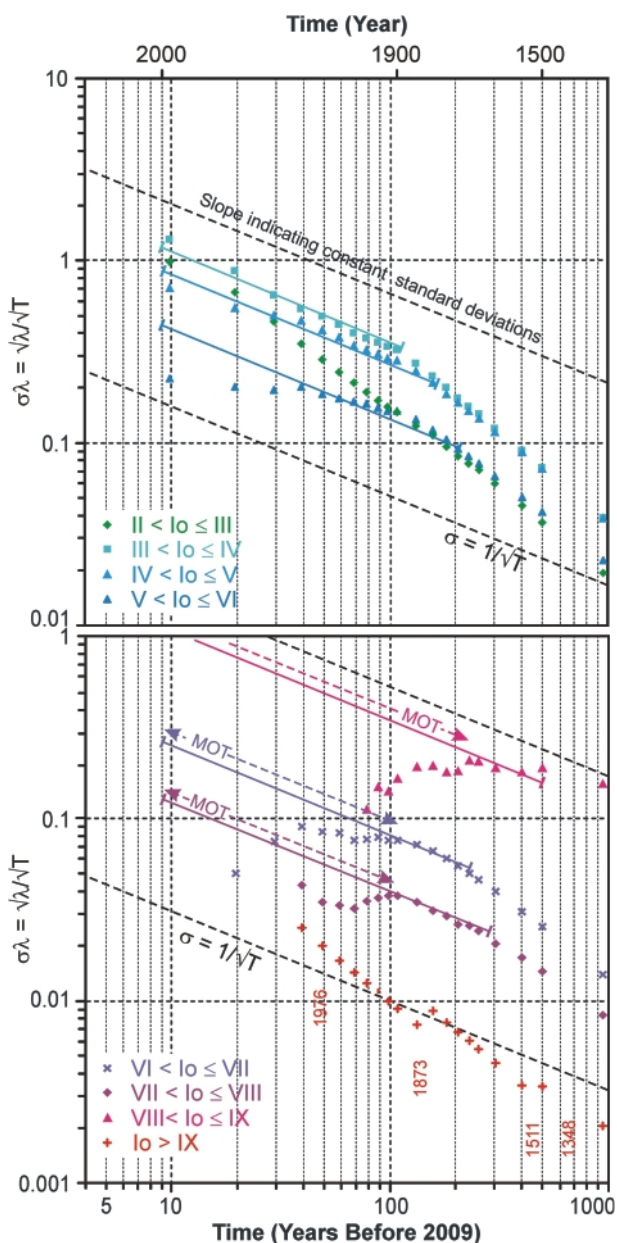 Time (Year)
2000 1900 1500
10
1
0.1
0.01
σλ = √λ/√T
Slope indicating constant standard deviations
σ = 1/√T
II < Io ≤ III
III < Io ≤ IV
IV < Io ≤ V
V < Io ≤ VI
1
0.1
0.01
0.001
σλ = √λ/√T
MOT
MOT
MOT
σ = 1/√T
1976
1873
1511
1348
VI < Io ≤ VII
VII < Io ≤ VIII
VIII< Io ≤ IX
Io > IX
5 10 50 100 500 1000
Time (Years Before 2009)